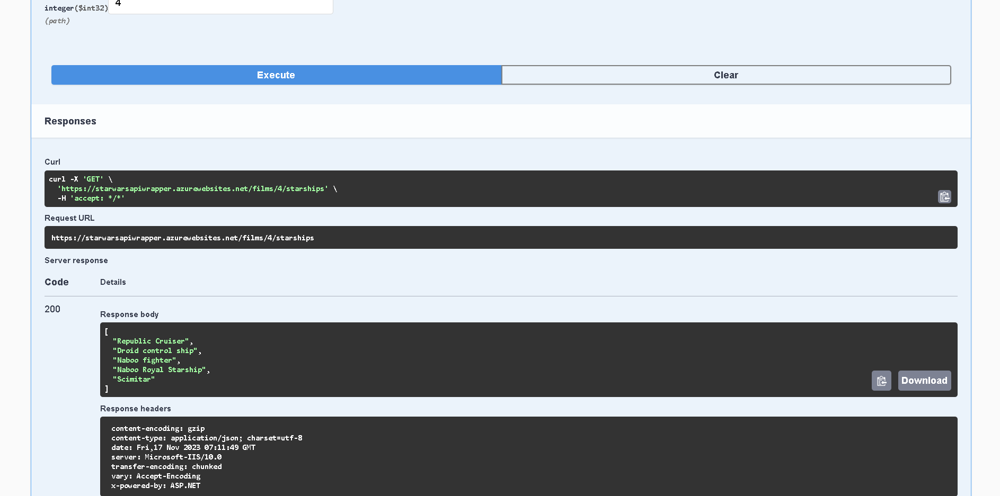 integer($int32) 4
(path)
Execute Clear
Responses
Curl
curl -X 'GET' \
'https://starwarsapiwrapper.azurewebsites.net/films/4/starships' \
-H 'accept: */*'
Request URL
https://starwarsapiwrapper.azurewebsites.net/films/4/starships
Server response
Code Details
200
Response body
[
"Republic Cruiser",
"Droid control ship",
"Naboo fighter",
"Naboo Royal Starship",
"Scimitar"
]
Download
Response headers
content-encoding: gzip
content-type: application/json; charset=utf-8
date: Fri,17 Nov 2023 07:11:49 GMT
server: Microsoft-IIS/10.0
transfer-encoding: chunked
vary: Accept-Encoding
x-powered-by: ASP.NET